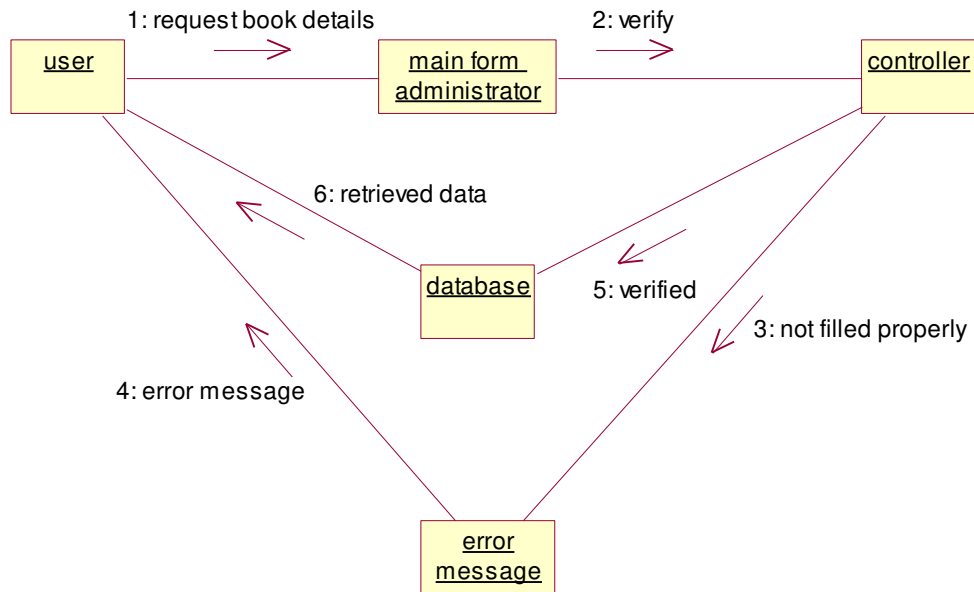 1: request book details
2: verify
user
main form
administrator
controller
6: retrieved data
database
5: verified
3: not filled properly
4: error message
error
message